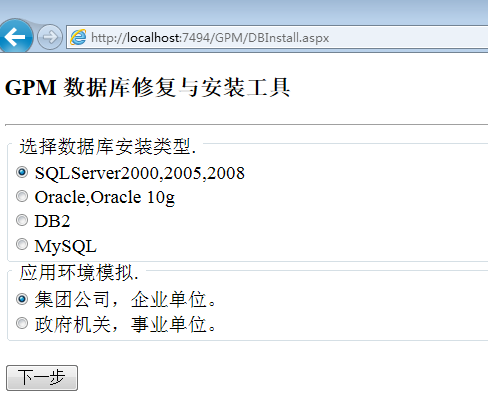 http://localhost:7494/GPM/DBInstall.aspx
GPM 数据库修复与安装工具
选择数据库安装类型.
SQLServer2000,2005,2008
Oracle,Oracle 10g
DB2
MySQL
应用环境模拟.
集团公司，企业单位。
政府机关，事业单位。
下一步